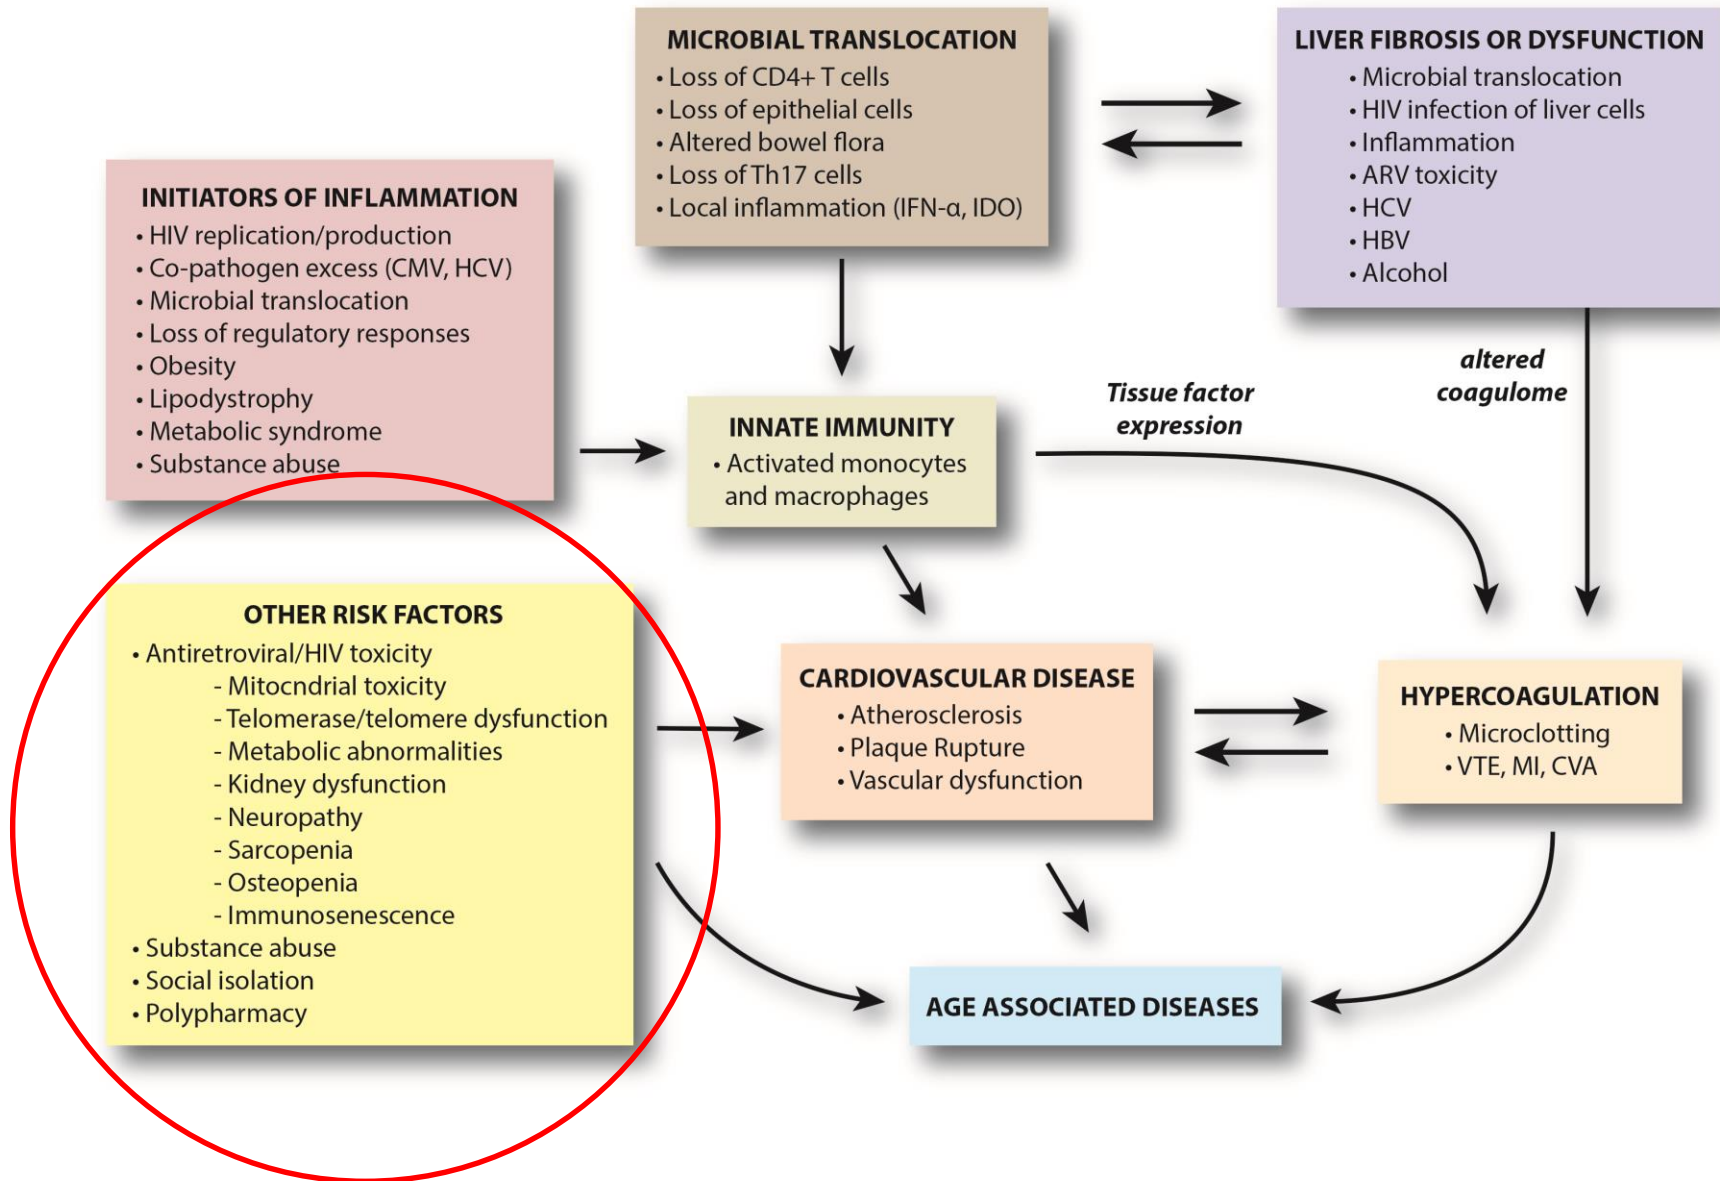 MICROBIAL TRANSLOCATION
• Loss of CD4+ T cells
• Loss of epithelial cells
• Altered bowel flora
• Loss of Th17 cells
• Local inflammation (IFN-α, IDO)
LIVER FIBROSIS OR DYSFUNCTION
• Microbial translocation
• HIV infection of liver cells
• Inflammation
• ARV toxicity
• HCV
• HBV
• Alcohol
INITIATORS OF INFLAMMATION
• HIV replication/production
• Co-pathogen excess (CMV, HCV)
• Microbial translocation
• Loss of regulatory responses
• Obesity
• Lipodystrophy
• Metabolic syndrome
• Substance abuse
INNATE IMMUNITY
• Activated monocytes
and macrophages
Tissue factor
expression
altered
coagulome
OTHER RISK FACTORS
• Antiretroviral/HIV toxicity
- Mitocndrial toxicity
- Telomerase/telomere dysfunction
- Metabolic abnormalities
- Kidney dysfunction
- Neuropathy
- Sarcopenia
- Osteopenia
- Immunosenescence
• Substance abuse
• Social isolation
• Polypharmacy
CARDIOVASCULAR DISEASE
• Atherosclerosis
• Plaque Rupture
• Vascular dysfunction
HYPERCOAGULATION
• Microclotting
• VTE, MI, CVA
AGE ASSOCIATED DISEASES